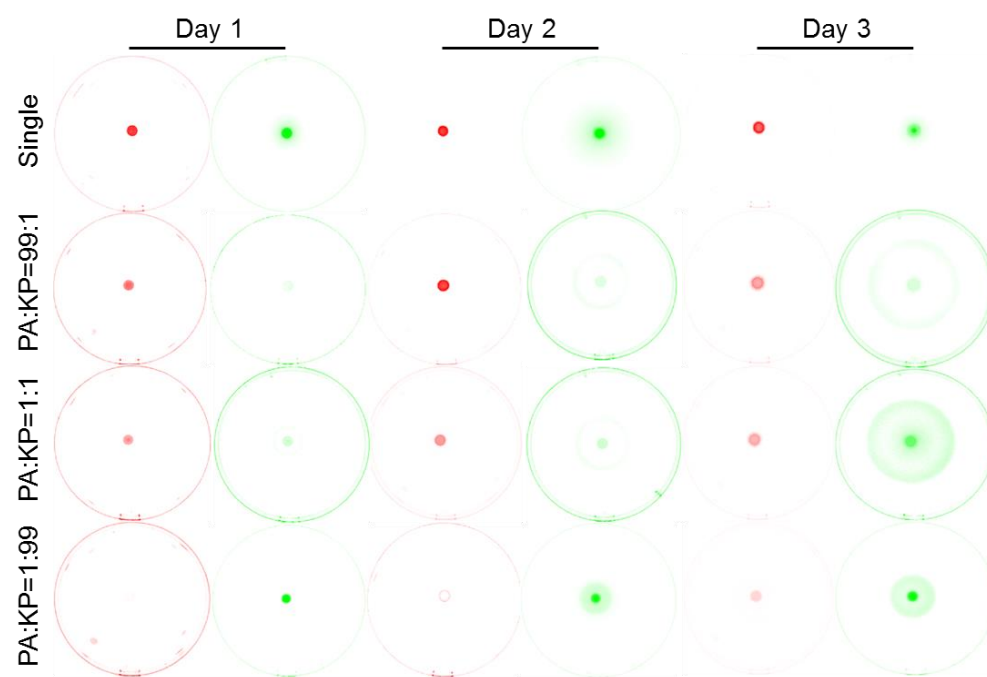 Day 1
Day 2
Day 3
Single
PA:KP=99:1
PA:KP=1:1
PA:KP=1:99